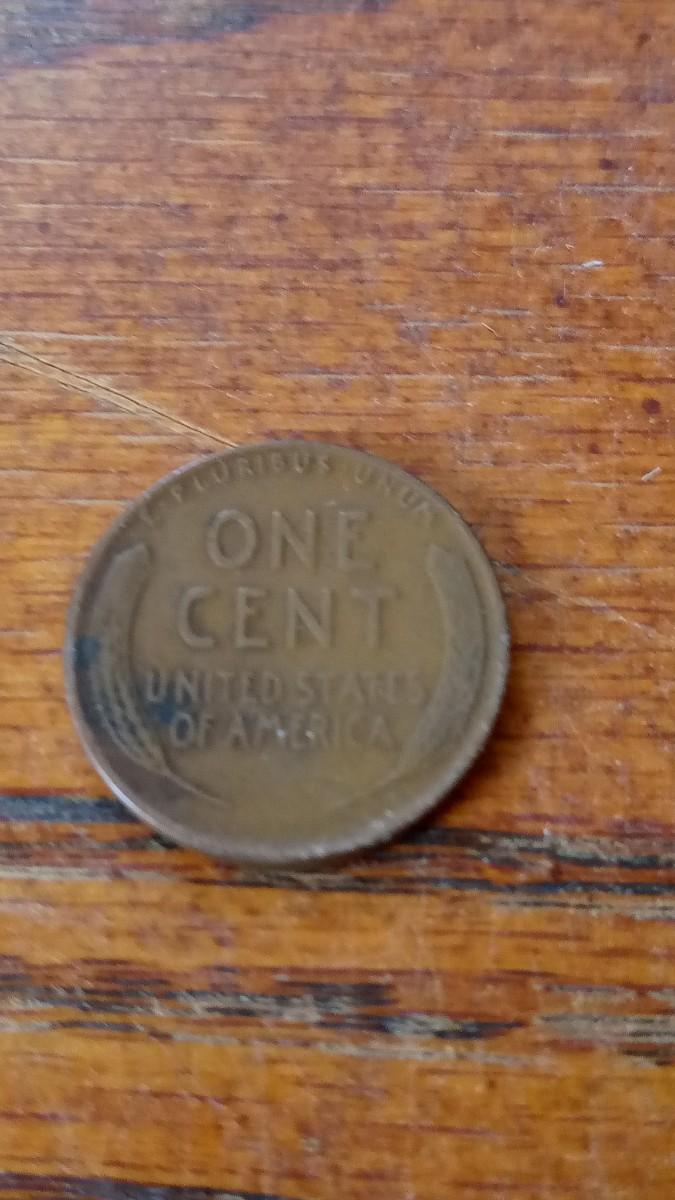 E·PLURIBUS·UNUM
ONE
CENT
UNITED STATES
OF AMERICA